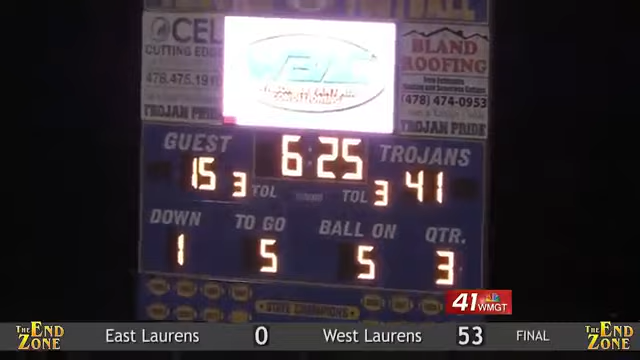 FOOTBALL
CEL
CUTTING EDGE
478.475.19
TROJAN PRIDE
BLAND
ROOFING
(478) 474-0953
TROJAN PRIDE
GUEST 6:25 TROJANS
15 3 TOL TOL 3 41
DOWN TO GO BALL ON QTR.
1 5 5 3
STATE CHAMPIONS
41 WMGT
THE END ZONE East Laurens 0 West Laurens 53 FINAL THE END ZONE